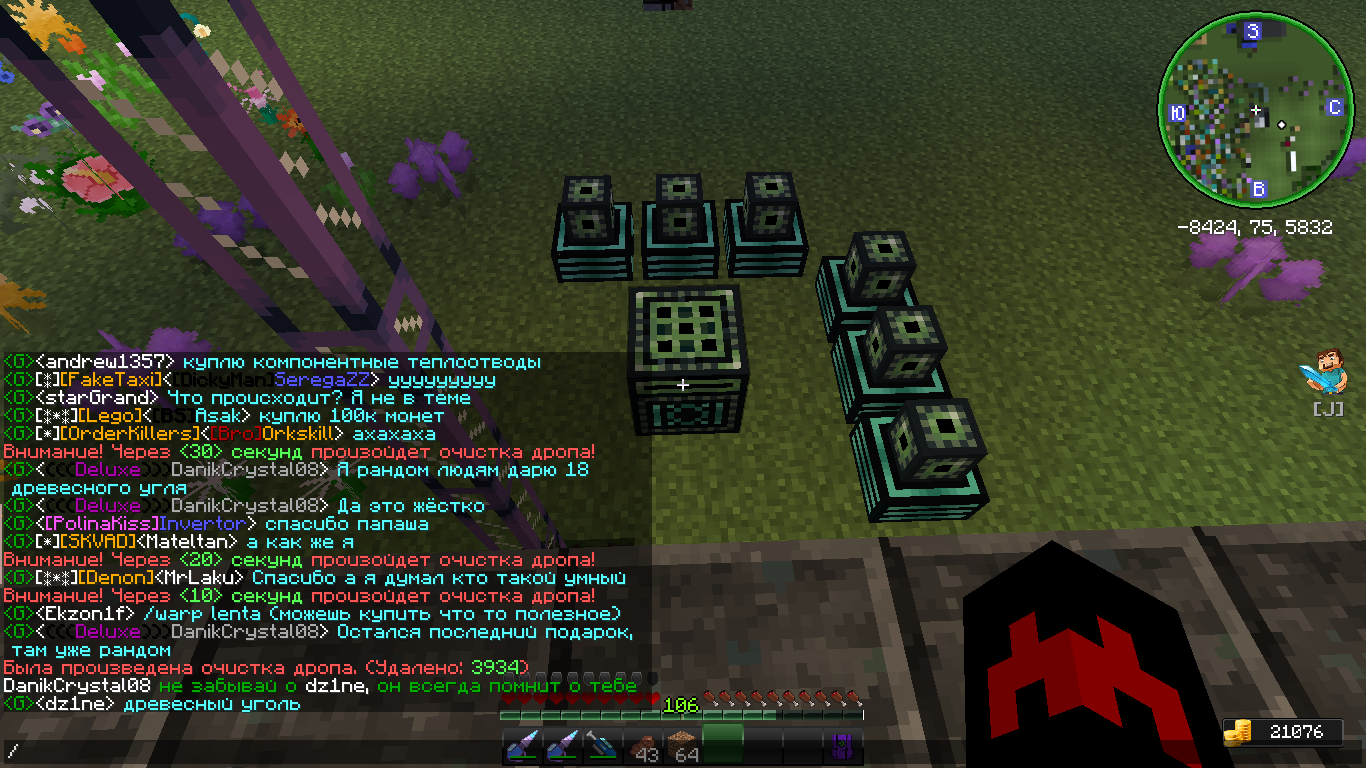 З
Ю
С
В
-8424, 75, 5832
[J]
<G><andrew1357> куплю компонентные теплоотводы
<G>[*][FakeTaxi]<[DickyMan]SeregaZZ> ууууууууу
<G><starGrand> Что происходит? Я не в теме
<G>[***][Lego]<[BS]Asak> куплю 100к монет
<G>[*][OrderKillers]<[Bro]Orkskill> ахахаха
Внимание! Через <30> секунд произойдет очистка дропа!
<G><(((Deluxe)))DanikCrystal08> Я рандом людям дарю 18
древесного угля
<G><(((Deluxe)))DanikCrystal08> Да это жёстко
<G><[PolinaKiss]Invertor> спасибо папаша
<G>[*][SKVAD]<Mateltan> а как же я
Внимание! Через <20> секунд произойдет очистка дропа!
<G>[***][Denon]<MrLaku> Спасибо а я думал кто такой умный
Внимание! Через <10> секунд произойдет очистка дропа!
<G><Ekzon1f> /warp lenta (можешь купить что то полезное)
<G><(((Deluxe)))DanikCrystal08> Остался последний подарок,
там уже рандом
Была произведена очистка дропа. (Удалено: 3934)
DanikCrystal08 не забывай о dz1ne, он всегда помнит о тебе
<G><dz1ne> древесный уголь
106
43
64
21076
/